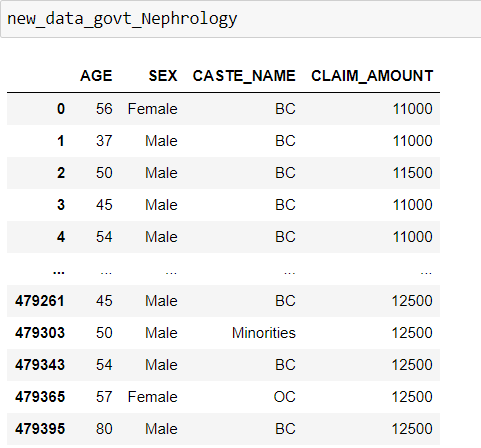 new_data_govt_Nephrology
AGE SEX CASTE_NAME CLAIM_AMOUNT
0 56 Female BC 11000
1 37 Male BC 11000
2 50 Male BC 11500
3 45 Male BC 11000
4 54 Male BC 11000
... ... ... ... ...
479261 45 Male BC 12500
479303 50 Male Minorities 12500
479343 54 Male BC 12500
479365 57 Female OC 12500
479395 80 Male BC 12500